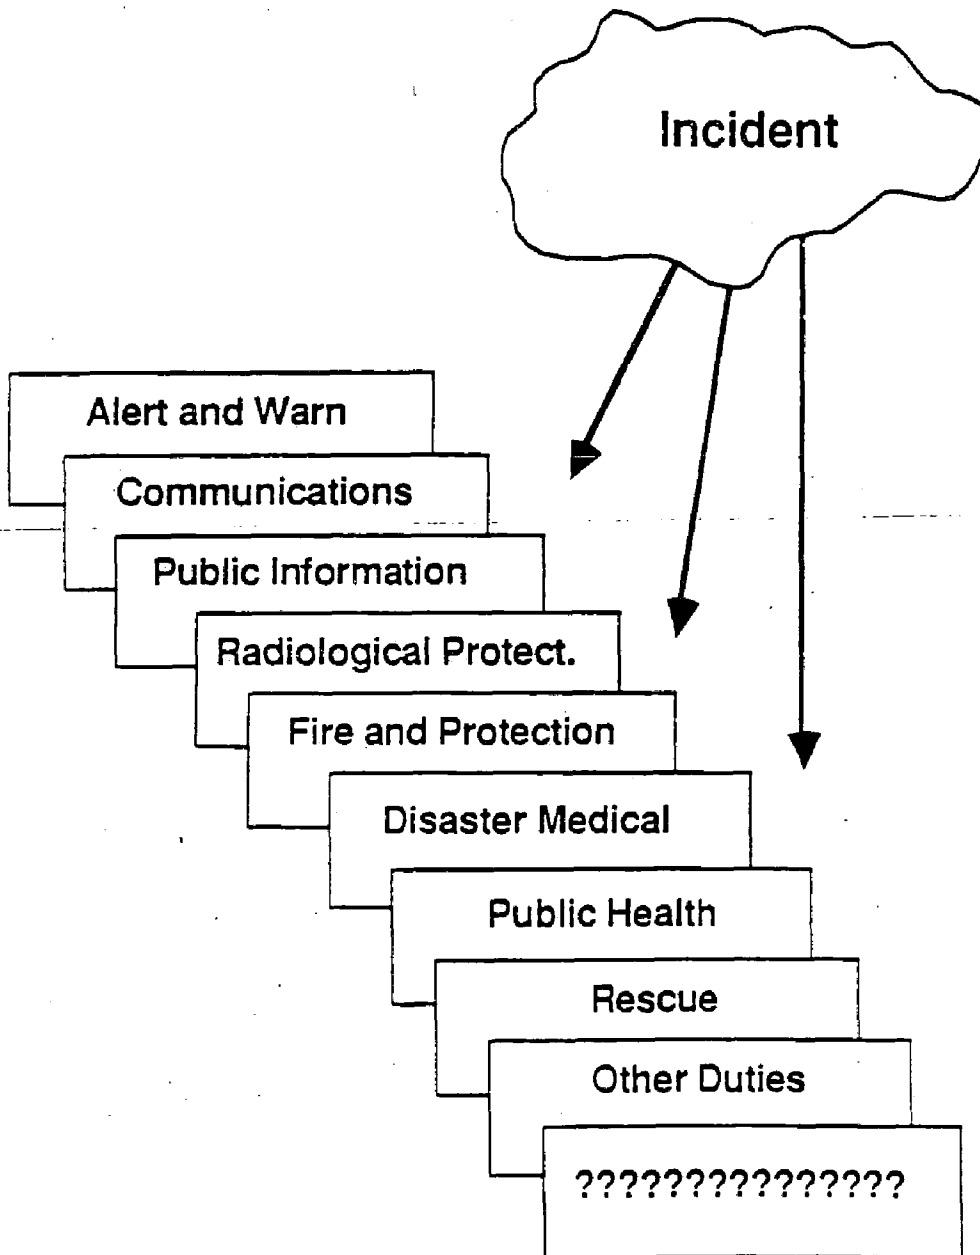 Incident
Alert and Warn
Communications
Public Information
Radiological Protect.
Fire and Protection
Disaster Medical
Public Health
Rescue
Other Duties
???????????????